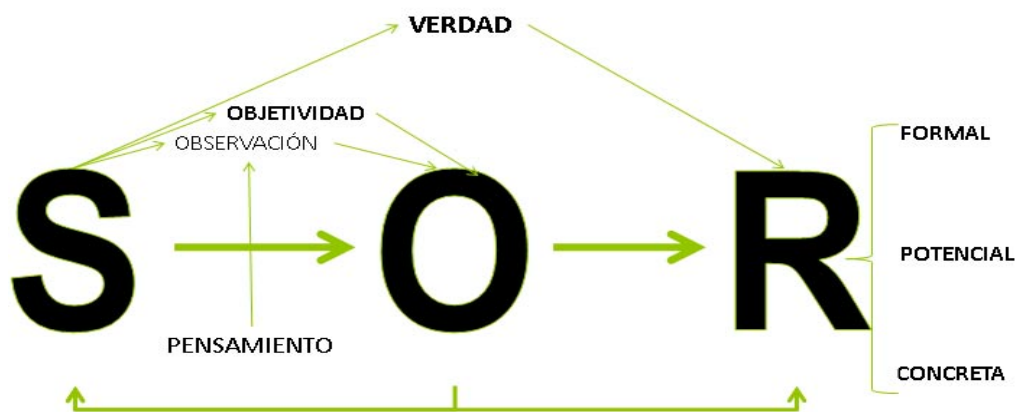 VERDAD
OBJETIVIDAD
OBSERVACIÓN
FORMAL
S O R
POTENCIAL
PENSAMIENTO
CONCRETA